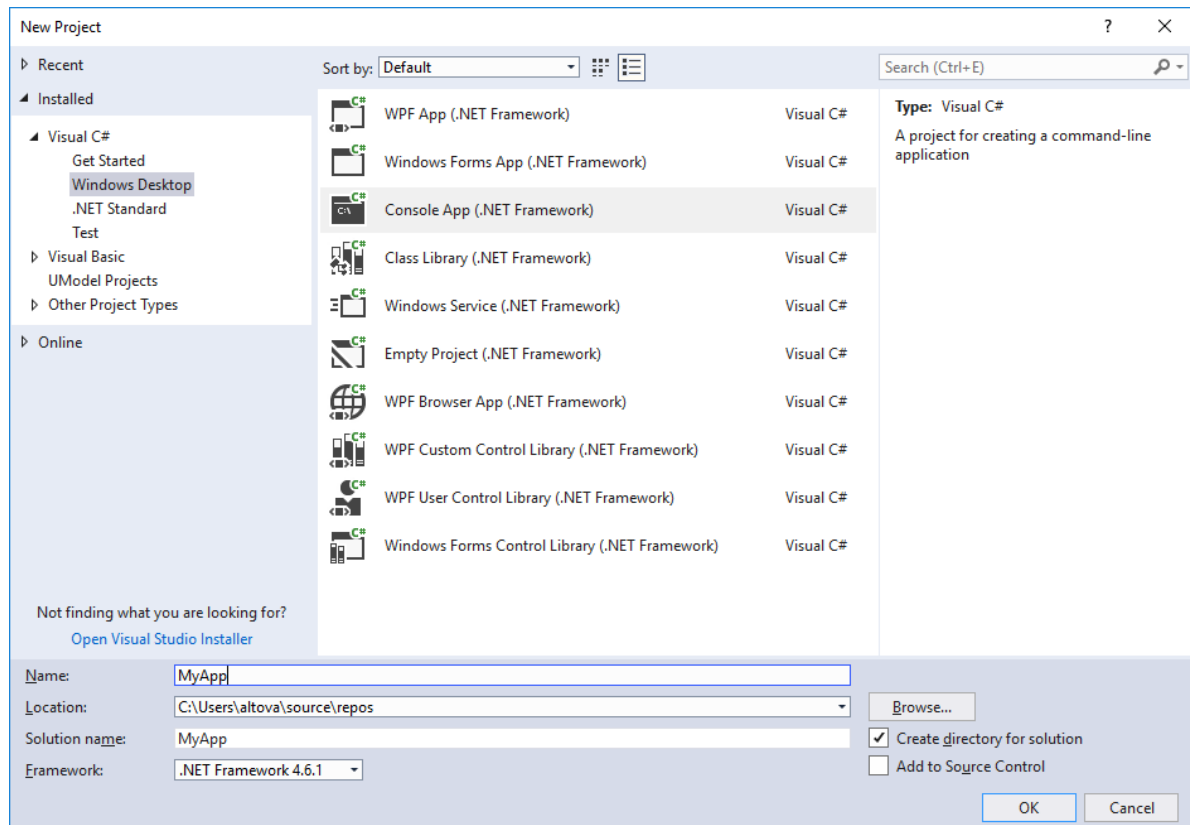 New Project
?
Recent
Installed
Visual C#
Get Started
Windows Desktop
.NET Standard
Test
Visual Basic
UModel Projects
Other Project Types
Online
Not finding what you are looking for?
Open Visual Studio Installer
Sort by: Default
C# WPF App (.NET Framework) Visual C#
C# Windows Forms App (.NET Framework) Visual C#
C# C:\ Console App (.NET Framework) Visual C#
C# Class Library (.NET Framework) Visual C#
C# Windows Service (.NET Framework) Visual C#
C# Empty Project (.NET Framework) Visual C#
C# WPF Browser App (.NET Framework) Visual C#
C# WPF Custom Control Library (.NET Framework) Visual C#
C# WPF User Control Library (.NET Framework) Visual C#
C# Windows Forms Control Library (.NET Framework) Visual C#
Search (Ctrl+E)
Type: Visual C#
A project for creating a command-line
application
Name: MyApp
Location: C:\Users\altova\source\repos Browse...
Solution name: MyApp Create directory for solution
Framework: .NET Framework 4.6.1 Add to Source Control
OK Cancel